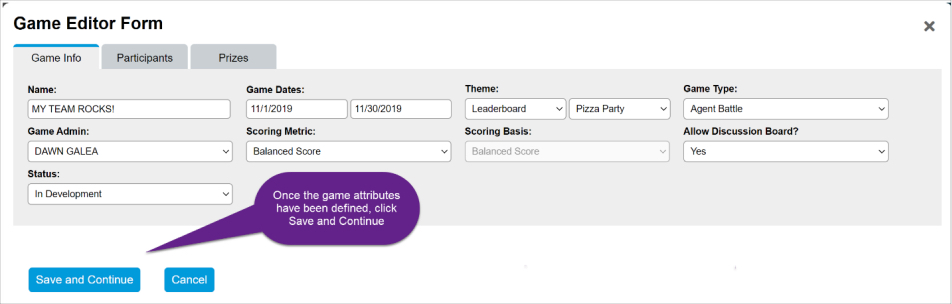 Game Editor Form
Game Info Participants Prizes
Name: Game Dates: Theme: Game Type:
MY TEAM ROCKS! 11/1/2019 11/30/2019 Leaderboard Pizza Party Agent Battle
Game Admin: Scoring Metric: Scoring Basis: Allow Discussion Board?
DAWN GALEA Balanced Score Balanced Score Yes
Status:
In Development
Once the game attributes
have been defined, click
Save and Continue
Save and Continue Cancel